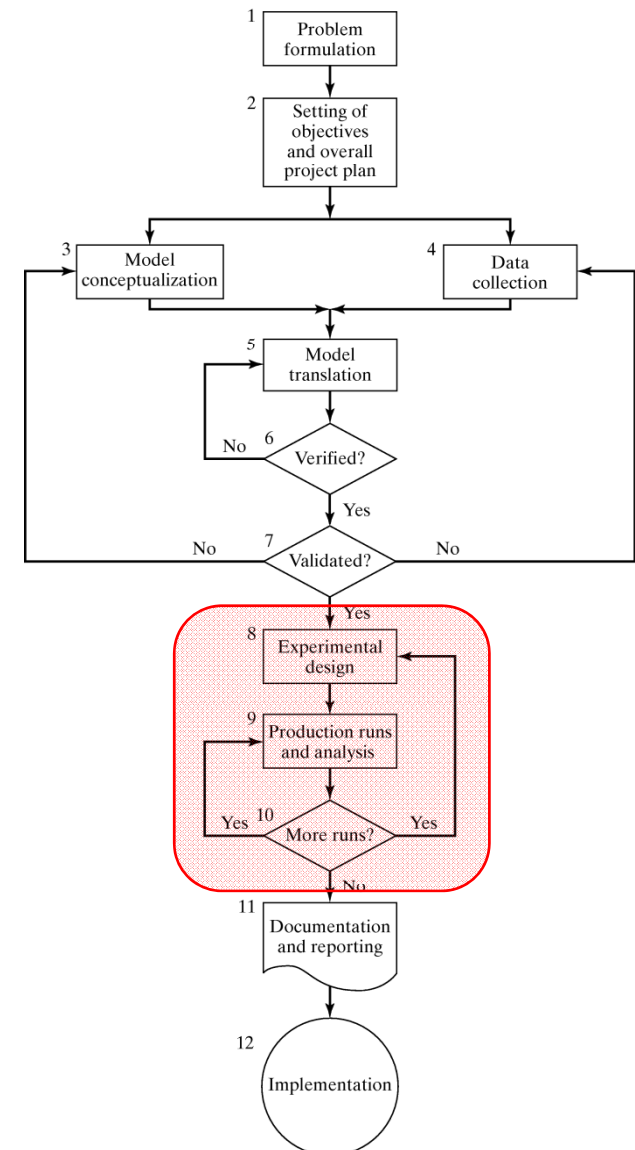 1
Problem
formulation
2
Setting of
objectives
and overall
project plan
3
Model
conceptualization
4
Data
collection
5
Model
translation
6
No
Verified?
Yes
7
No
Validated?
No
Yes
8
Experimental
design
9
Production runs
and analysis
10
Yes
More runs?
Yes
No
11
Documentation
and reporting
12
Implementation